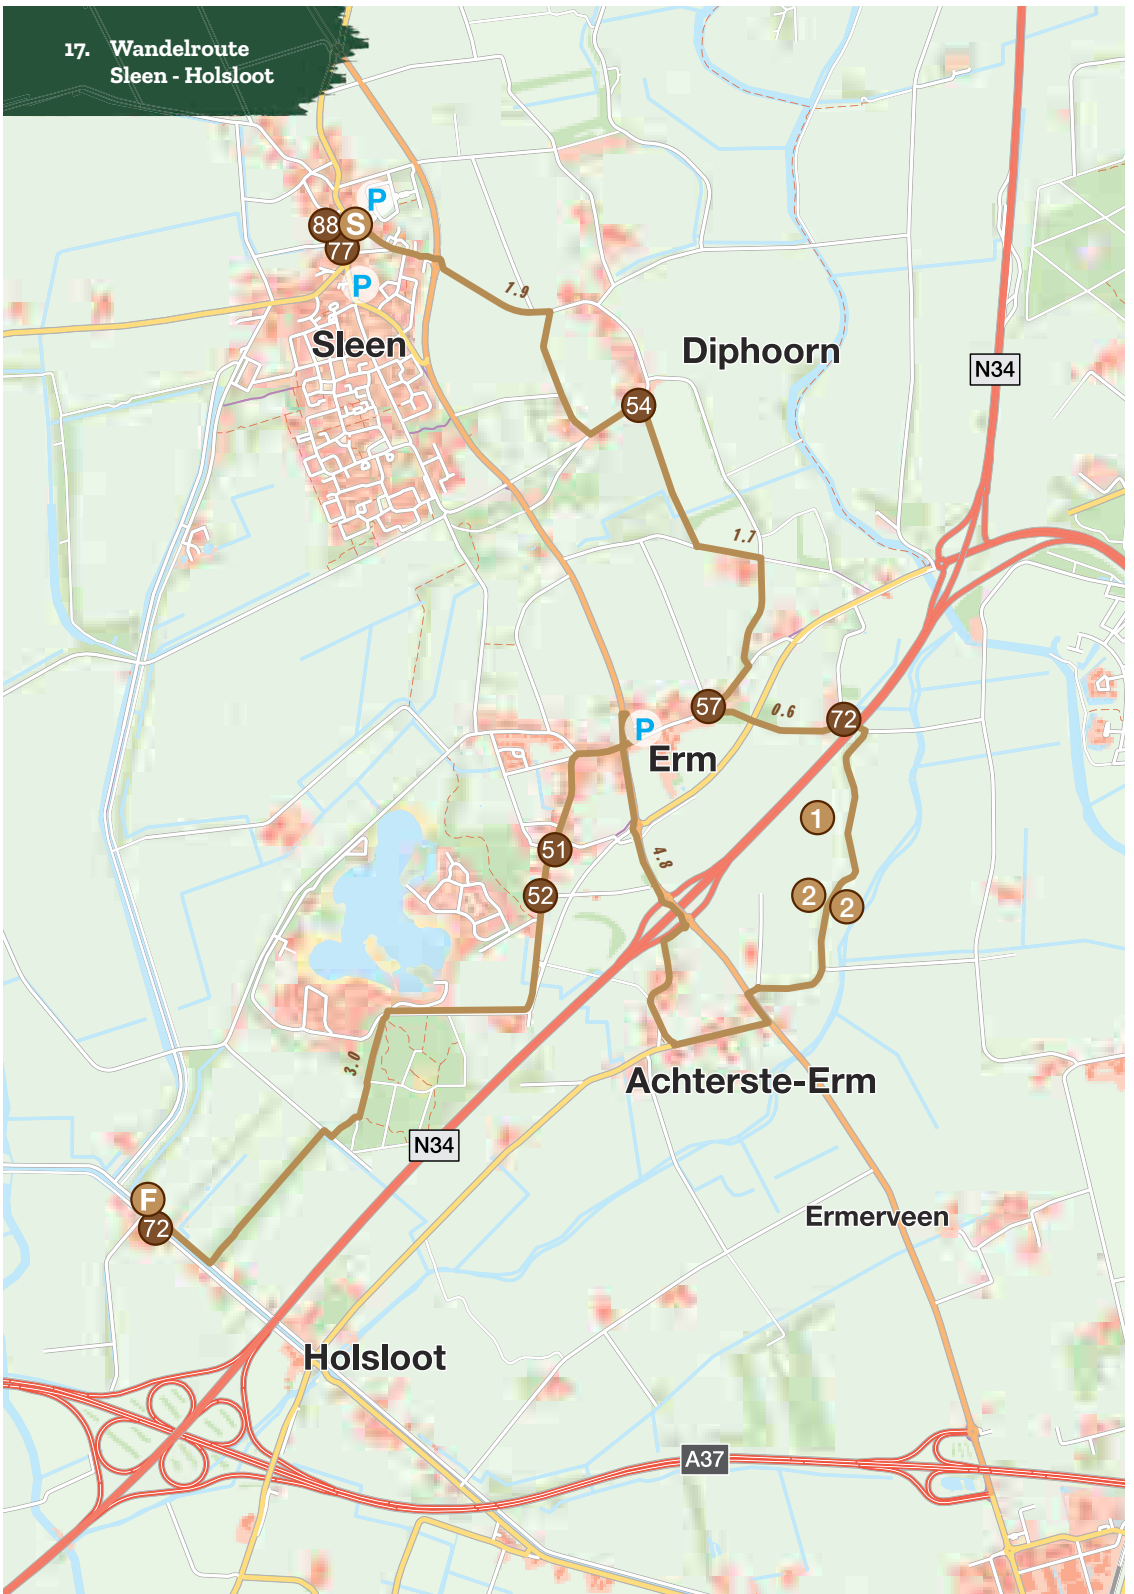 17. Wandelroute
Sleen - Holsloot
P
88 S
77
P
1.9
Sleen
Diphoorn
N34
54
1.7
57
0.6
72
P
Erm
1
51
4.8
52
2
2
3.0
Achterste-Erm
N34
F
72
Ermerveen
Holsloot
A37